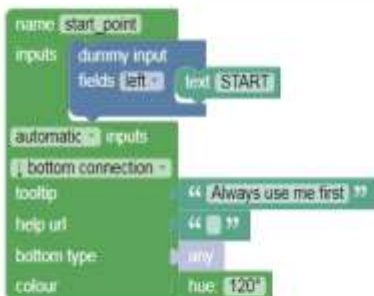 name start_point
inputs dummy input
fields left text START
automatic inputs
↓ bottom connection
tooltip “ Always use me first ”
help url “ ”
bottom type any
colour hue: 120°